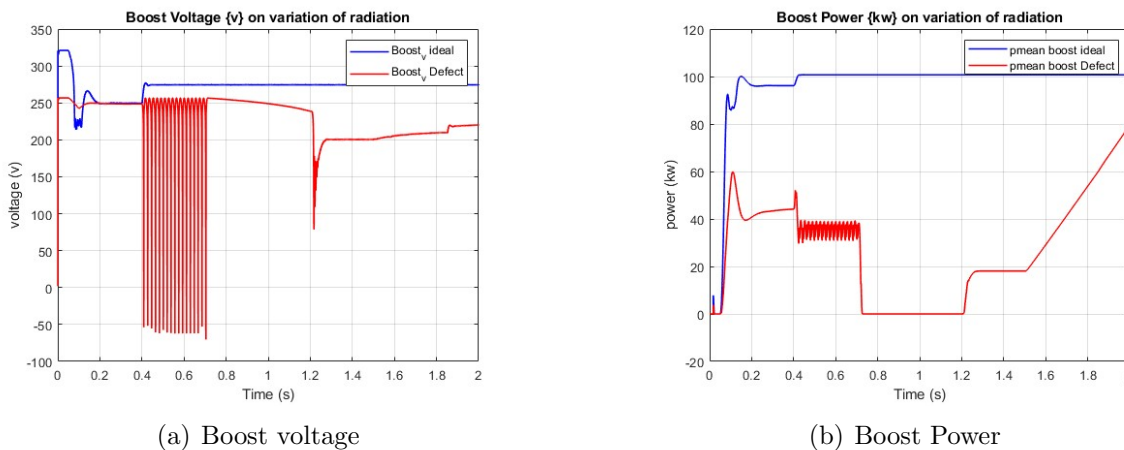 Boost Voltage {v} on variation of radiation
350
300
250
200
150
100
50
0
-50
-100
voltage (v)
Boost_v ideal
Boost_v Defect
0 0.2 0.4 0.6 0.8 1 1.2 1.4 1.6 1.8 2
Time (s)
(a) Boost voltage
Boost Power {kw} on variation of radiation
120
100
80
60
40
20
0
-20
power (kw)
pmean boost ideal
pmean boost Defect
0 0.2 0.4 0.6 0.8 1 1.2 1.4 1.6 1.8
Time (s)
(b) Boost Power